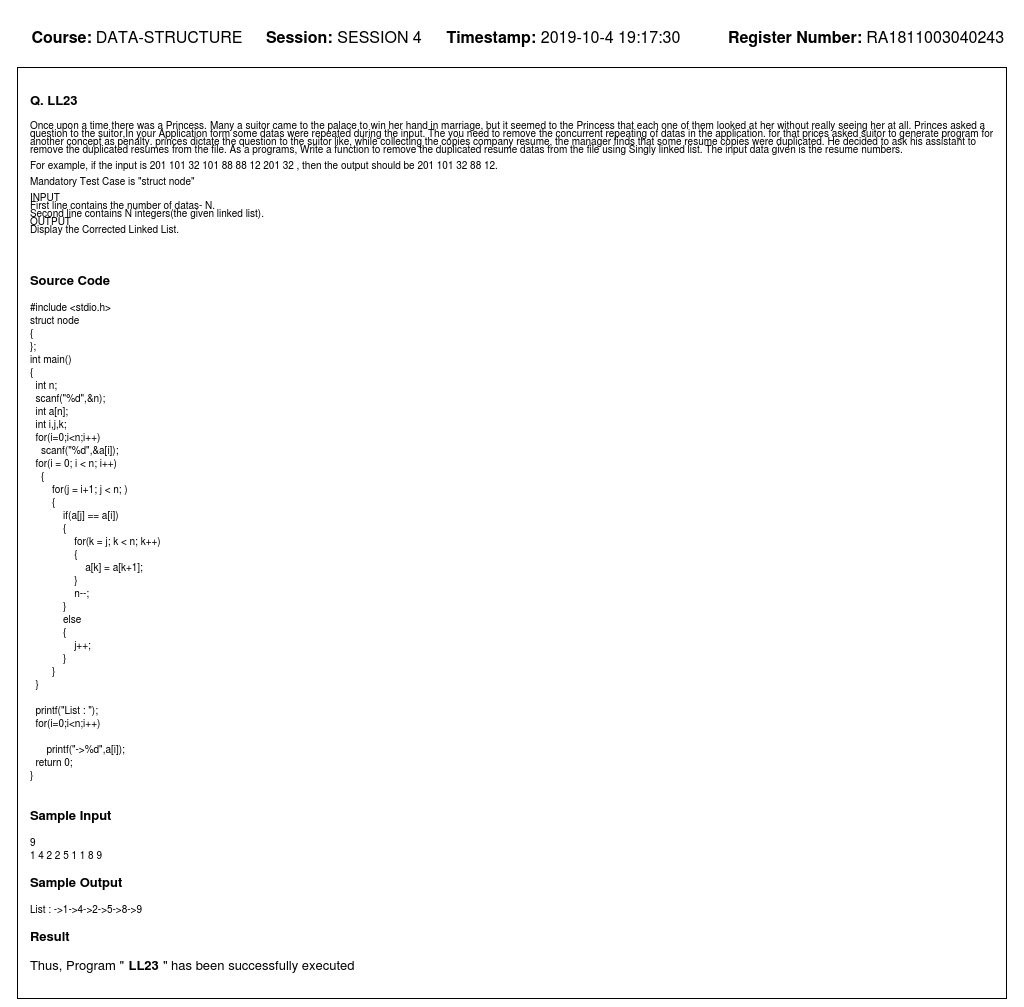 Course: DATA-STRUCTURE Session: SESSION 4 Timestamp: 2019-10-4 19:17:30 Register Number: RA1811003040243
Q. LL23
Once upon a time there was a Princess. Many a suitor came to the palace to win her hand in marriage, but it seemed to the Princess that each one of them looked at her without really seeing her at all. Princes asked a
question to the suitor,in your Application form some datas were repeated during the input. The you need to remove the concurrent repeating of datas in the application. for that prices asked suitor to generate program for
another concept as penalty. princes dictate the question to the suitor like, while collecting the copies company resume, the manager finds that some resume copies were duplicated. He decided to ask his assistant to
remove the duplicated resumes from the file. As a programs, Write a function to remove the duplicated resume datas from the file using Singly linked list. The input data given is the resume numbers.
For example, if the input is 201 101 32 101 88 88 12 201 32 , then the output should be 201 101 32 88 12.
Mandatory Test Case is "struct node"
INPUT
First line contains the number of datas- N.
Second line contains N integers(the given linked list).
OUTPUT
Display the Corrected Linked List.
Source Code
#include <stdio.h>
struct node
{
};
int main()
{
int n;
scanf("%d",&n);
int a[n];
int i,j,k;
for(i=0;i<n;i++)
scanf("%d",&a[i]);
for(i = 0; i < n; i++)
{
for(j = i+1; j < n; )
{
if(a[j] == a[i])
{
for(k = j; k < n; k++)
{
a[k] = a[k+1];
}
n--;
}
else
{
j++;
}
}
}
printf("List : ");
for(i=0;i<n;i++)
printf("->%d",a[i]);
return 0;
}
Sample Input
9
1 4 2 2 5 1 1 8 9
Sample Output
List : ->1->4->2->5->8->9
Result
Thus, Program " LL23 " has been successfully executed